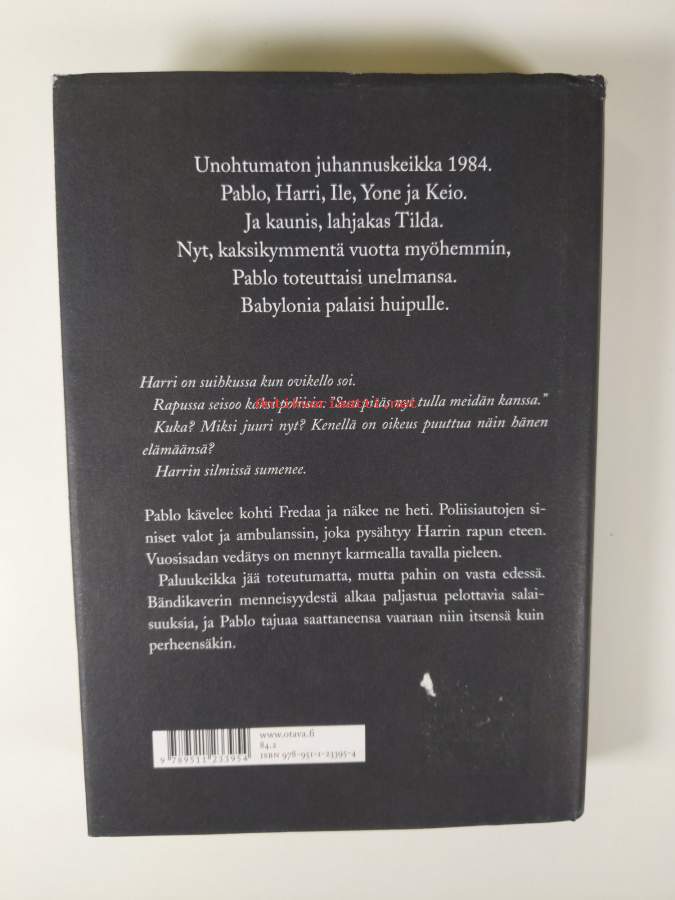 Unohtumaton juhannuskeikka 1984.
Pablo, Harri, Ile, Yone ja Keio.
Ja kaunis, lahjakas Tilda.
Nyt, kaksikymmentä vuotta myöhemmin,
Pablo toteuttaisi unelmansa.
Babylonia palaisi huipulle.
Harri on suihkussa kun ovikello soi.
Rapussa seisoo kaksi poliisia: "Sun pitäs nyt tulla meidän kanssa."
Kuka? Miksi juuri nyt? Kenellä on oikeus puuttua näin hänen
elämäänsä?
Harrin silmissä sumenee.
Pablo kävelee kohti Fredaa ja näkee ne heti. Poliisiautojen si-
niset valot ja ambulanssin, joka pysähtyy Harrin rapun eteen.
Vuosisadan vedätys on mennyt karmealla tavalla pieleen.
Paluukeikka jää toteutumatta, mutta pahin on vasta edessä.
Bändikaverin menneisyydestä alkaa paljastua pelottavia salai-
suuksia, ja Pablo tajuaa saattaneensa vaaraan niin itsensä kuin
perheensäkin.
www.otava.fi
84.2
ISBN 978-951-1-23395-4
9 789511 233954